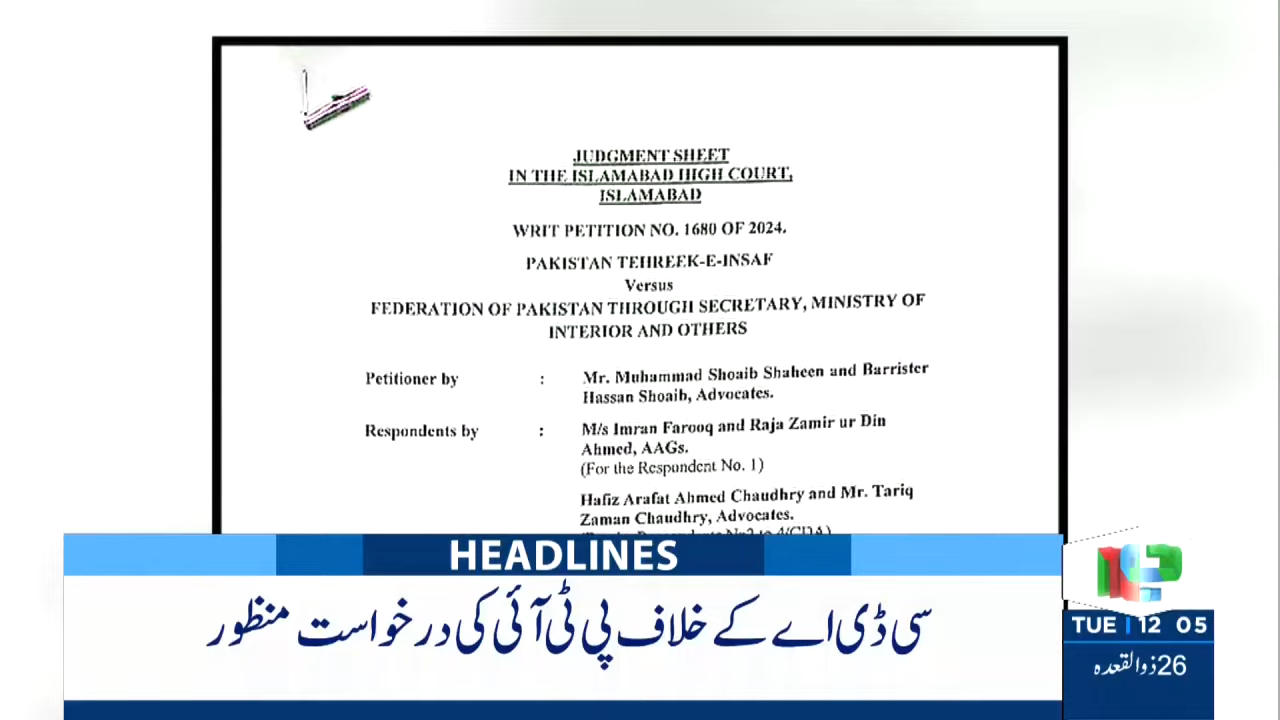 JUDGMENT SHEET
IN THE ISLAMABAD HIGH COURT,
ISLAMABAD
WRIT PETITION NO. 1680 OF 2024.
PAKISTAN TEHREEK-E-INSAF
Versus
FEDERATION OF PAKISTAN THROUGH SECRETARY, MINISTRY OF
INTERIOR AND OTHERS
Petitioner by : Mr. Muhammad Shoaib Shaheen and Barrister
Hassan Shoaib, Advocates.
Respondents by : M/s Imran Farooq and Raja Zamir ur Din
Ahmed, AAGs.
(For the Respondent No. 1)
Hafiz Arafat Ahmed Chaudhry and Mr. Tariq
Zaman Chaudhry, Advocates.
HEADLINES
سی ڈی اے کے خلاف پی ٹی آئی کی درخواست منظور
TUE 12 05
26 ذوالقعدہ